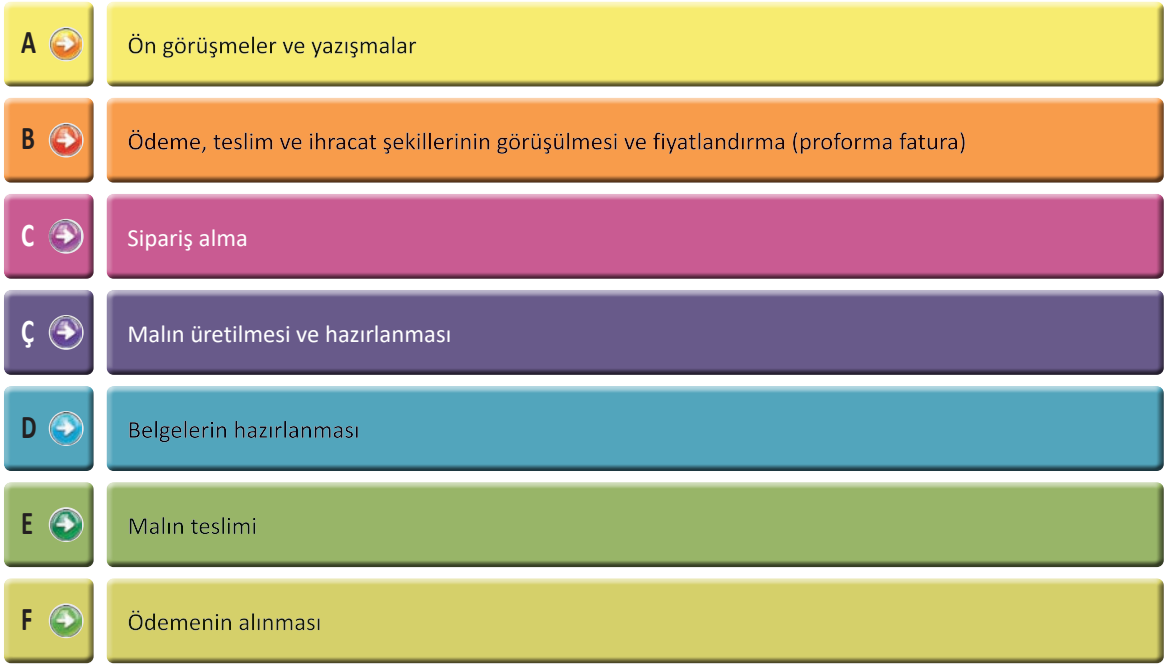 A Ön görüşmeler ve yazışmalar
B Ödeme, teslim ve ihracat şekillerinin görüşülmesi ve fiyatlandırma (proforma fatura)
C Sipariş alma
Ç Malın üretilmesi ve hazırlanması
D Belgelerin hazırlanması
E Malın teslimi
F Ödemenin alınması